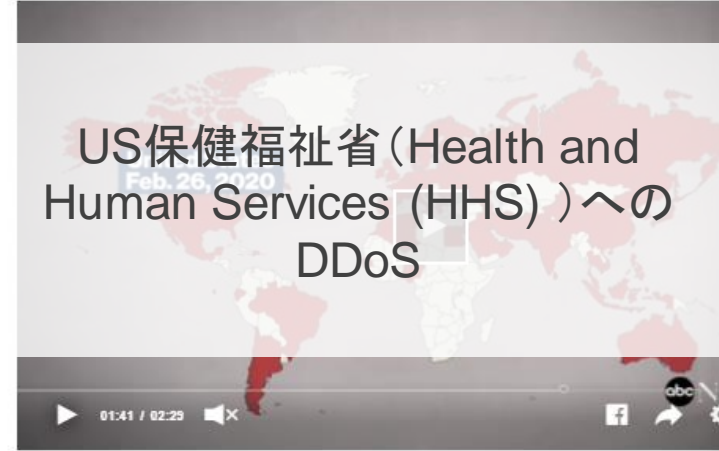 US保健福祉省（Health and
Feb. 26, 2020
Human Services (HHS) ）への
DDoS
abc N
01:41 / 02:29